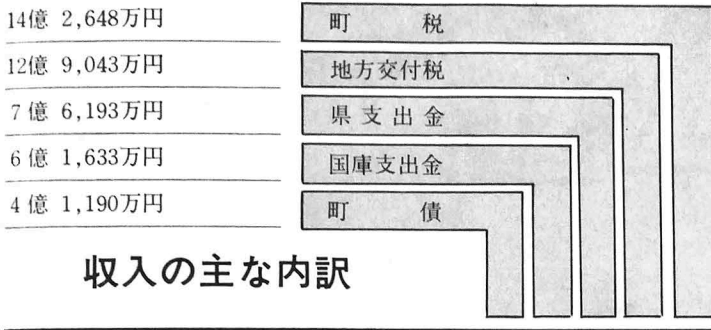 14億 2,648万円 町税
12億 9,043万円 地方交付税
7億 6,193万円 県支出金
6億 1,633万円 国庫支出金
4億 1,190万円 町債
収入の主な内訳